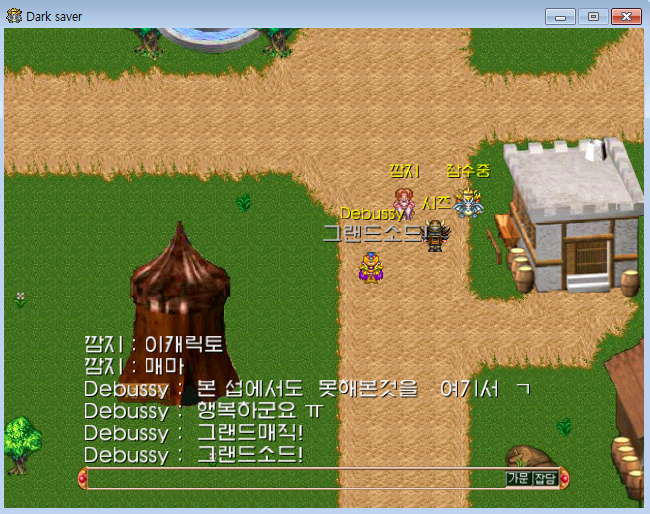 Dark saver
깜지 잠수중
시즈
Debussy
그랜드소드!
깜지 : 이캐릭토
깜지 : 매마
Debussy : 본 섭에서도 못해본것을 여기서 ㄱ
Debussy : 행복하군요 ㅠ
Debussy : 그랜드매직!
Debussy : 그랜드소드!
가문 잡담